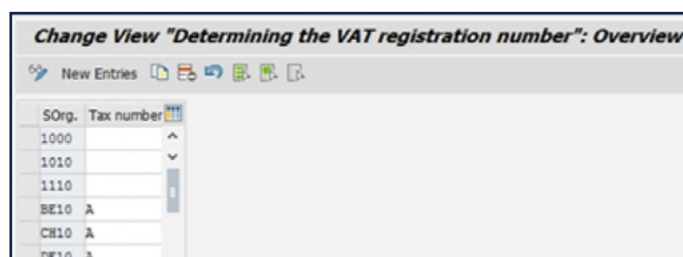 Change View "Determining the VAT registration number": Overview
New Entries
SOrg. Tax number
1000
1010
1110
BE10 A
CH10 A